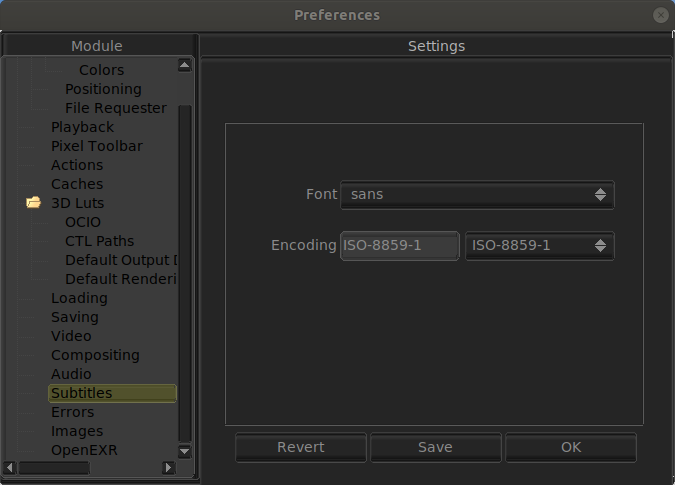 Preferences
Module
Settings
Colors
Positioning
File Requester
Playback
Pixel Toolbar
Actions
Caches
3D Luts
OCIO
CTL Paths
Default Output
Default Renderi
Loading
Saving
Video
Compositing
Audio
Subtitles
Errors
Images
OpenEXR
Font sans
Encoding ISO-8859-1 ISO-8859-1
Revert Save OK